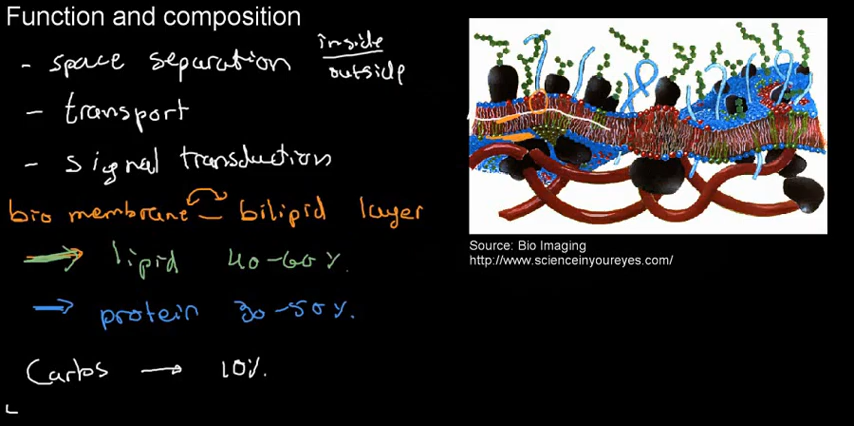 Function and composition
- space separation inside
outside
- transport
- signal transduction
bio membrane - bilipid layer
lipid 40-60%.
protein 30-50%.
Carbs → 10%.
Source: Bio Imaging
http://www.scienceinyoureyes.com/